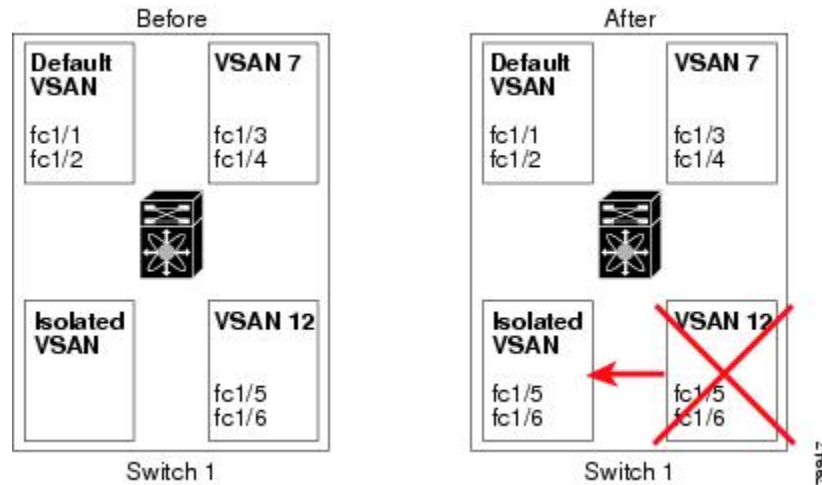 Before
Default
VSAN
fc1/1
fc1/2
VSAN 7
fc1/3
fc1/4
Isolated
VSAN
VSAN 12
fc1/5
fc1/6
Switch 1
After
Default
VSAN
fc1/1
fc1/2
VSAN 7
fc1/3
fc1/4
Isolated
VSAN
fc1/5
fc1/6
VSAN 12
fc1/5
fc1/6
Switch 1